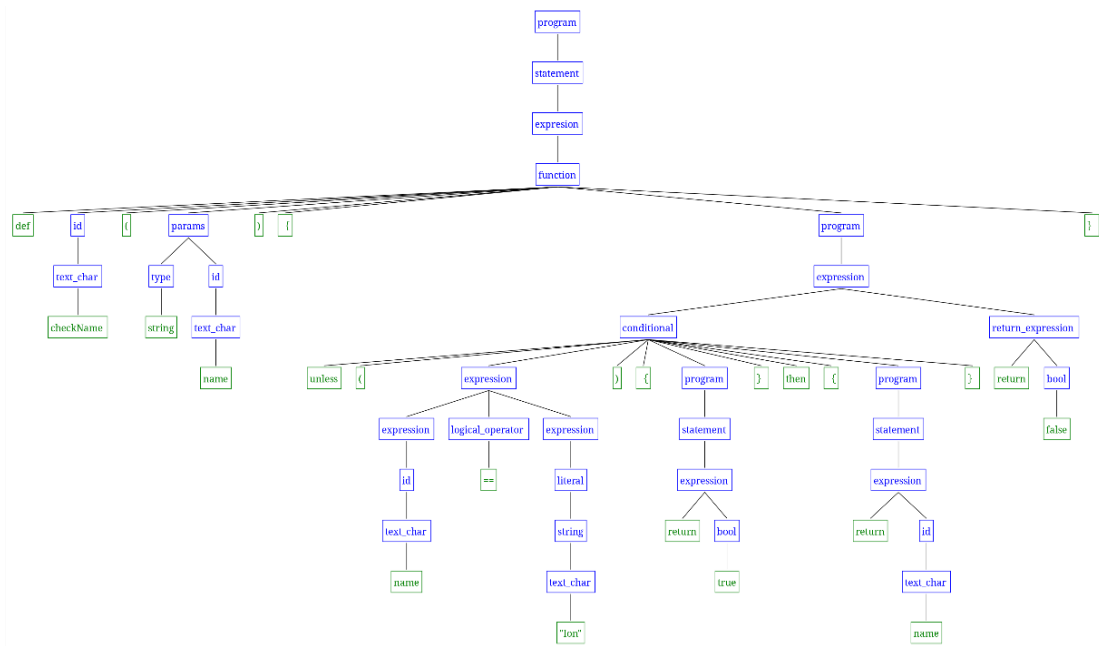 program
statement
expresion
function
def id ( params ) { program }
text_char type id expression
checkName string text_char conditional return_expression
name unless ( expression ) { program } then { program } return bool
expression logical_operator expression statement statement false
id == literal expression expression
text_char string return bool return id
name text_char true text_char
"Ion" name